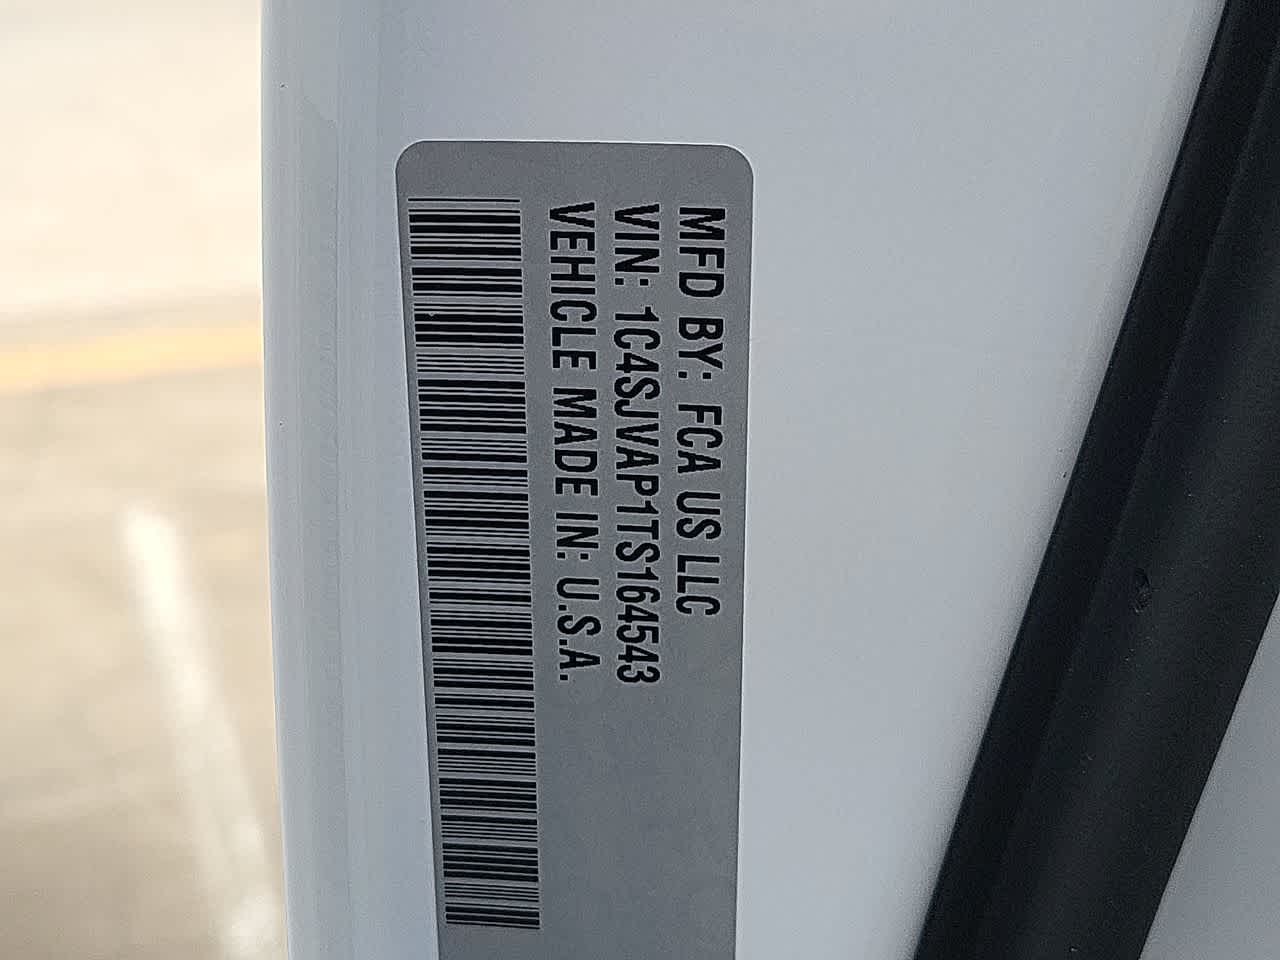 MFD BY: FCA US LLC
VIN: 1C4SJVAP1TS164543
VEHICLE MADE IN: U.S.A.